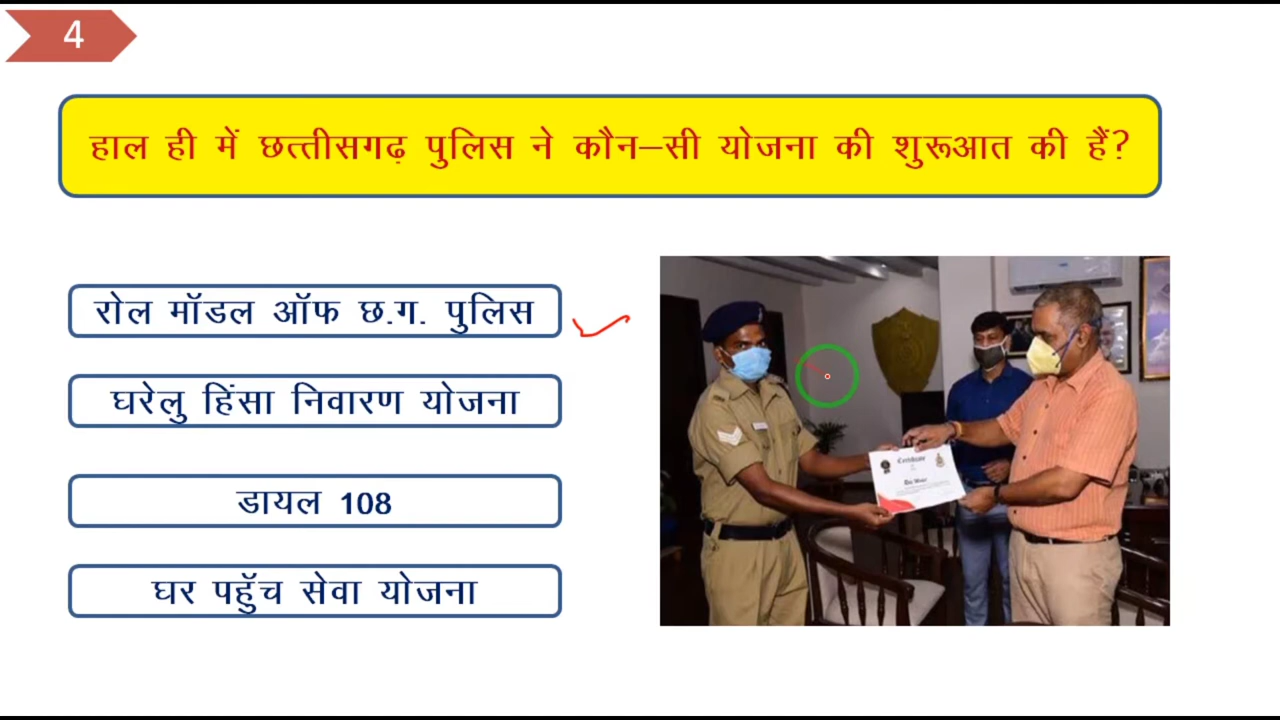 4
हाल ही में छत्तीसगढ़ पुलिस ने कौन–सी योजना की शुरूआत की हैं?
रोल मॉडल ऑफ छ.ग. पुलिस
घरेलु हिंसा निवारण योजना
डायल 108
घर पहुँच सेवा योजना
Certificate